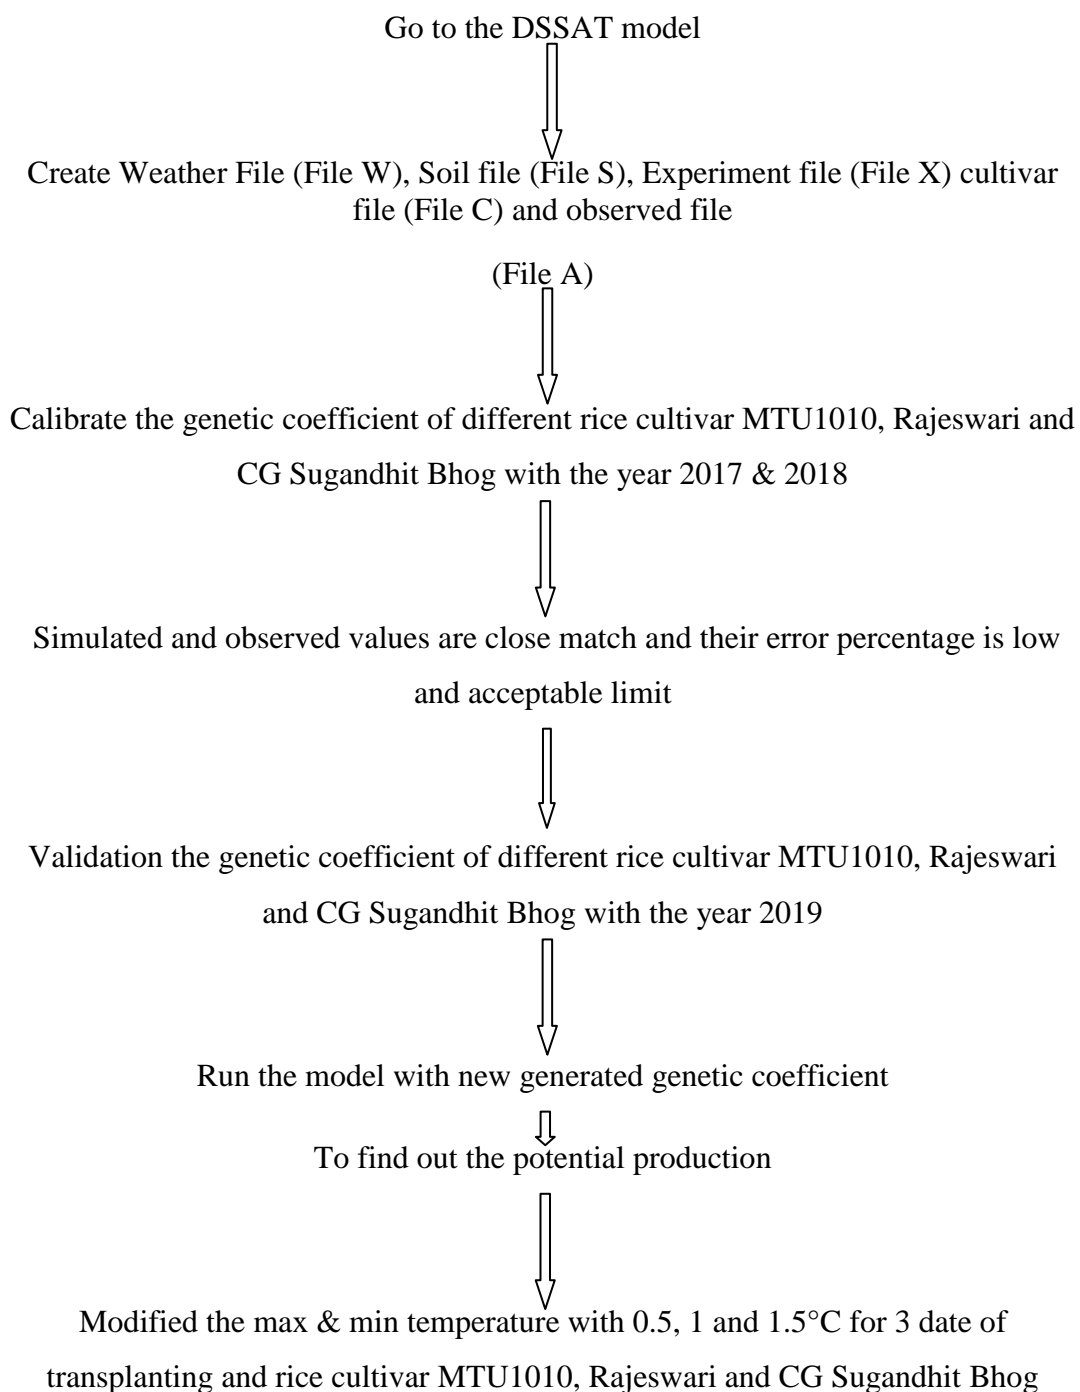 Go to the DSSAT model
Create Weather File (File W), Soil file (File S), Experiment file (File X) cultivar
file (File C) and observed file
(File A)
Calibrate the genetic coefficient of different rice cultivar MTU1010, Rajeswari and
CG Sugandhit Bhog with the year 2017 & 2018
Simulated and observed values are close match and their error percentage is low
and acceptable limit
Validation the genetic coefficient of different rice cultivar MTU1010, Rajeswari
and CG Sugandhit Bhog with the year 2019
Run the model with new generated genetic coefficient
To find out the potential production
Modified the max & min temperature with 0.5, 1 and 1.5°C for 3 date of
transplanting and rice cultivar MTU1010, Rajeswari and CG Sugandhit Bhog